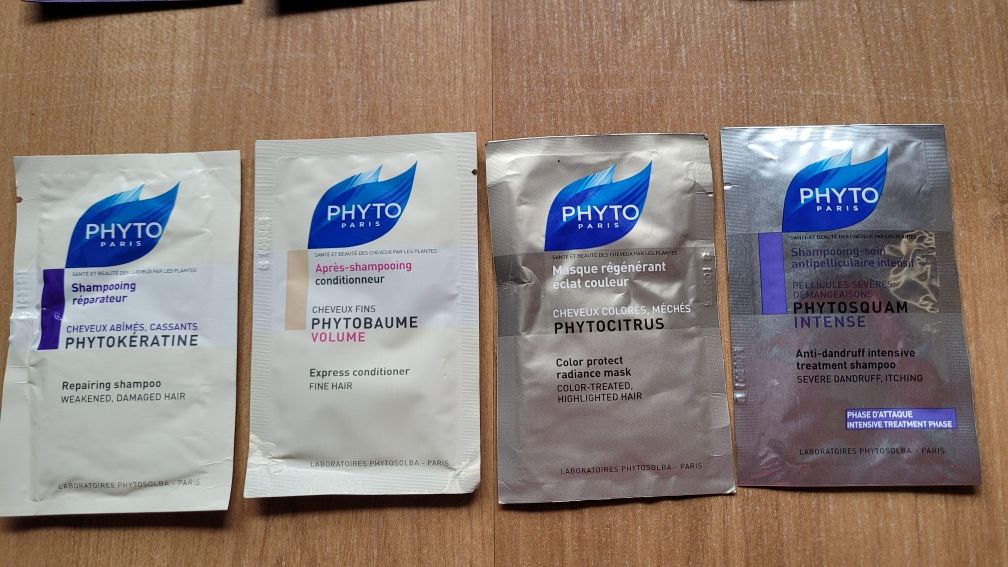 PHYTO
PARIS
SANTÉ ET BEAUTÉ DES CHEVEUX PAR LES PLANTES
Shampooing
réparateur
CHEVEUX ABÎMÉS, CASSANTS
PHYTOKÉRATINE
Repairing shampoo
WEAKENED, DAMAGED HAIR
LABORATOIRES PHYTOSOLBA - PARIS
PHYTO
PARIS
SANTÉ ET BEAUTÉ DES CHEVEUX PAR LES PLANTES
Après-shampooing
conditionneur
CHEVEUX FINS
PHYTOBAUME
VOLUME
Express conditioner
FINE HAIR
LABORATOIRES PHYTOSOLBA - PARIS
PHYTO
PARIS
SANTÉ ET BEAUTÉ DES CHEVEUX PAR LES PLANTES
Masque régénérant
éclat couleur
CHEVEUX COLORÉS, MÉCHÉS
PHYTOCITRUS
Color protect
radiance mask
COLOR-TREATED,
HIGHLIGHTED HAIR
LABORATOIRES PHYTOSOLBA - PARIS
PHYTO
PARIS
SANTÉ ET BEAUTÉ DES CHEVEUX PAR LES PLANTES
Shampooing-soin
antipelliculaire intensif
PELLICULES SÉVÈRES,
DÉMANGEAISONS
PHYTOSQUAM
INTENSE
Anti-dandruff intensive
treatment shampoo
SEVERE DANDRUFF, ITCHING
PHASE D'ATTAQUE
INTENSIVE TREATMENT PHASE
LABORATOIRES PHYTOSOLBA - PARIS